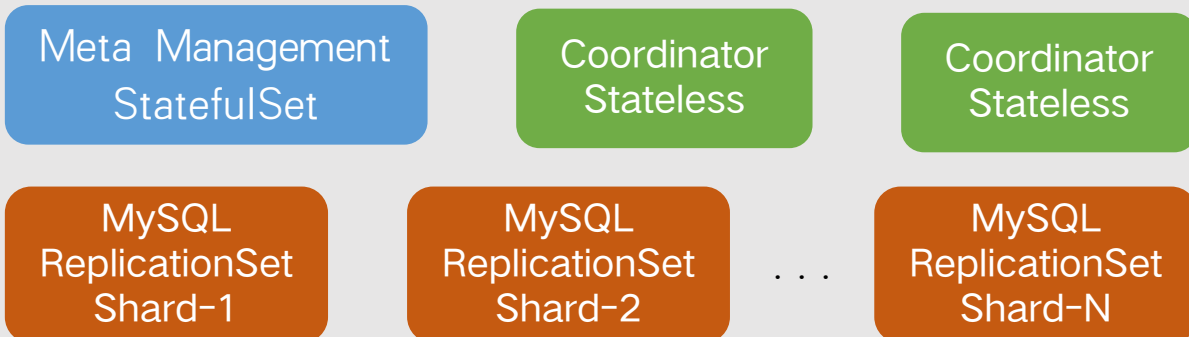 Meta Management
StatefulSet
Coordinator
Stateless
Coordinator
Stateless
MySQL
ReplicationSet
Shard-1
MySQL
ReplicationSet
Shard-2
. . .
MySQL
ReplicationSet
Shard-N